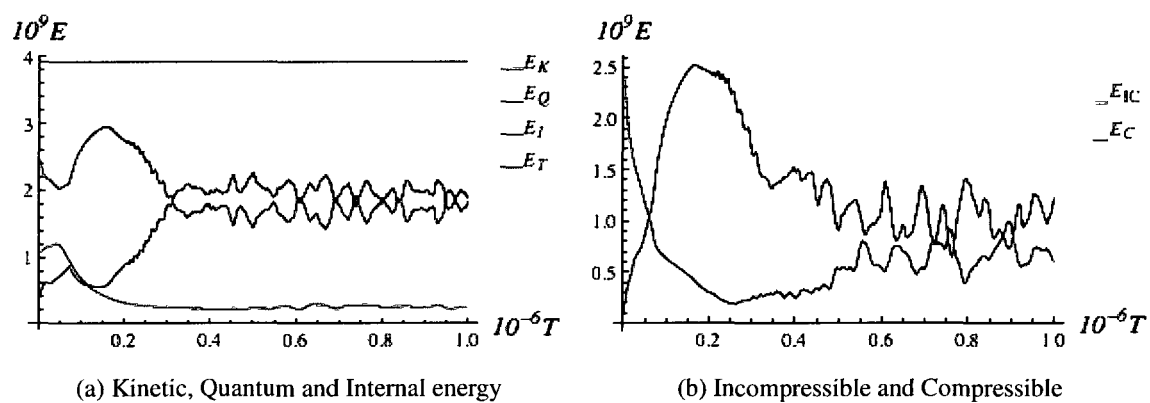 10⁹E
4
3
2
1
0.2
0.4
0.6
0.8
1.0
10⁻⁶T
E_K
E_Q
E_I
E_T
(a) Kinetic, Quantum and Internal energy
10⁹E
2.5
2.0
1.5
1.0
0.5
0.2
0.4
0.6
0.8
1.0
10⁻⁶T
E_IC
E_C
(b) Incompressible and Compressible